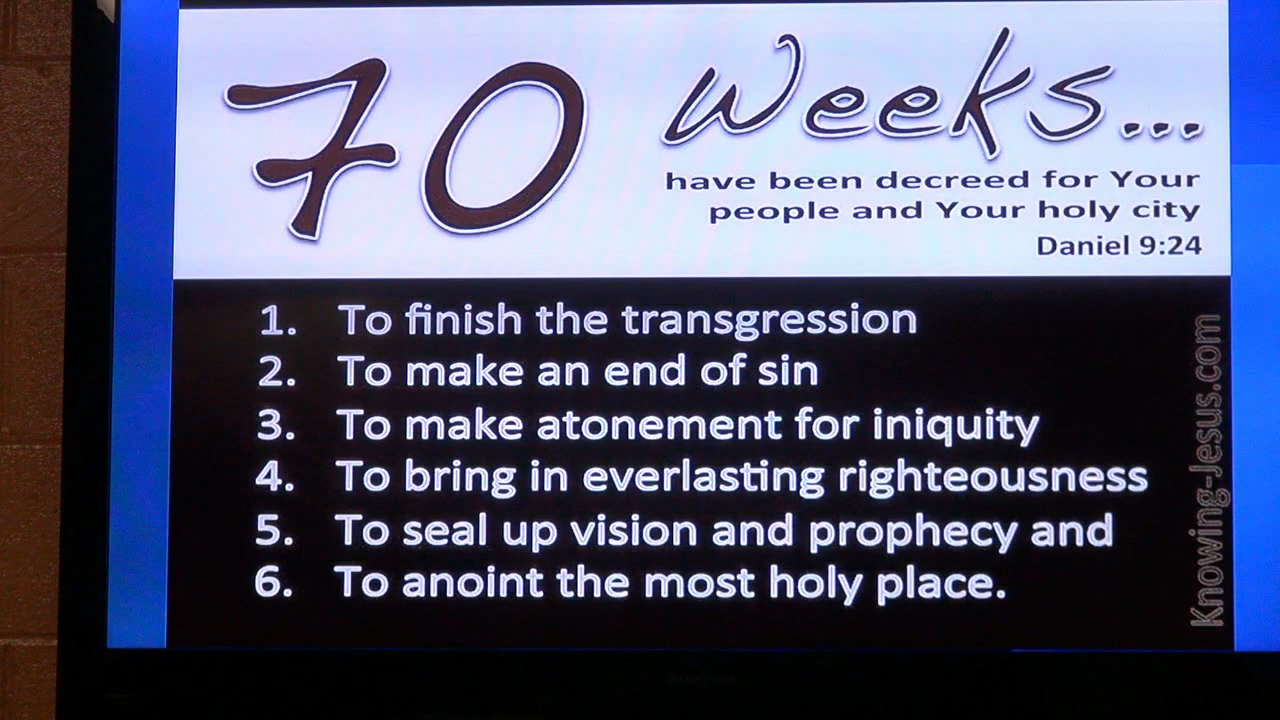 70 Weeks...
have been decreed for Your
people and Your holy city
Daniel 9:24
1. To finish the transgression
2. To make an end of sin
3. To make atonement for iniquity
4. To bring in everlasting righteousness
5. To seal up vision and prophecy and
6. To anoint the most holy place.
Knowing-Jesus.com